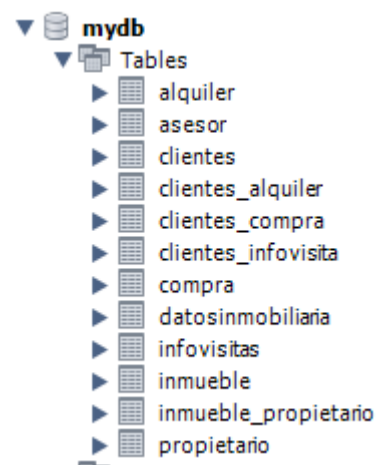 mydb
Tables
alquiler
asesor
clientes
clientes_alquiler
clientes_compra
clientes_infovisita
compra
datosinmobiliaria
infovisitas
inmueble
inmueble_propietario
propietario